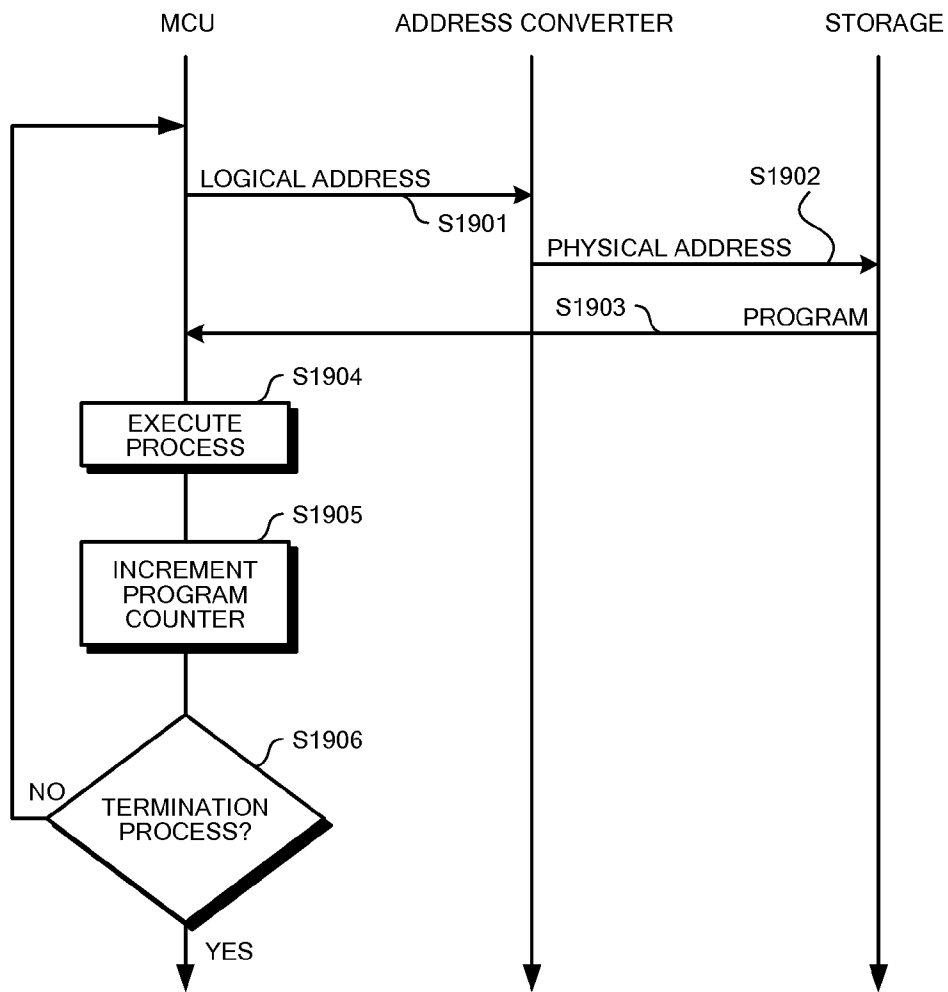 MCU
ADDRESS CONVERTER
STORAGE
LOGICAL ADDRESS
S1901
S1902
PHYSICAL ADDRESS
S1903
PROGRAM
S1904
EXECUTE
PROCESS
S1905
INCREMENT
PROGRAM
COUNTER
S1906
NO
TERMINATION
PROCESS?
YES